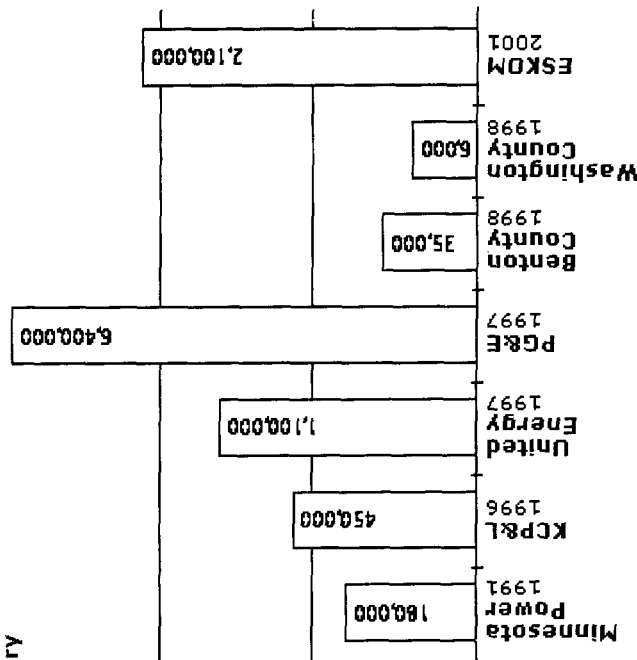 ry
Minnesota
Power
1991
180,000
KCP&L
1996
450,000
United
Energy
1997
1,100,000
PG&E
1997
6,400,000
Benton
County
1998
35,000
Washington
County
1998
6,000
ESKOM
2001
2,100,000